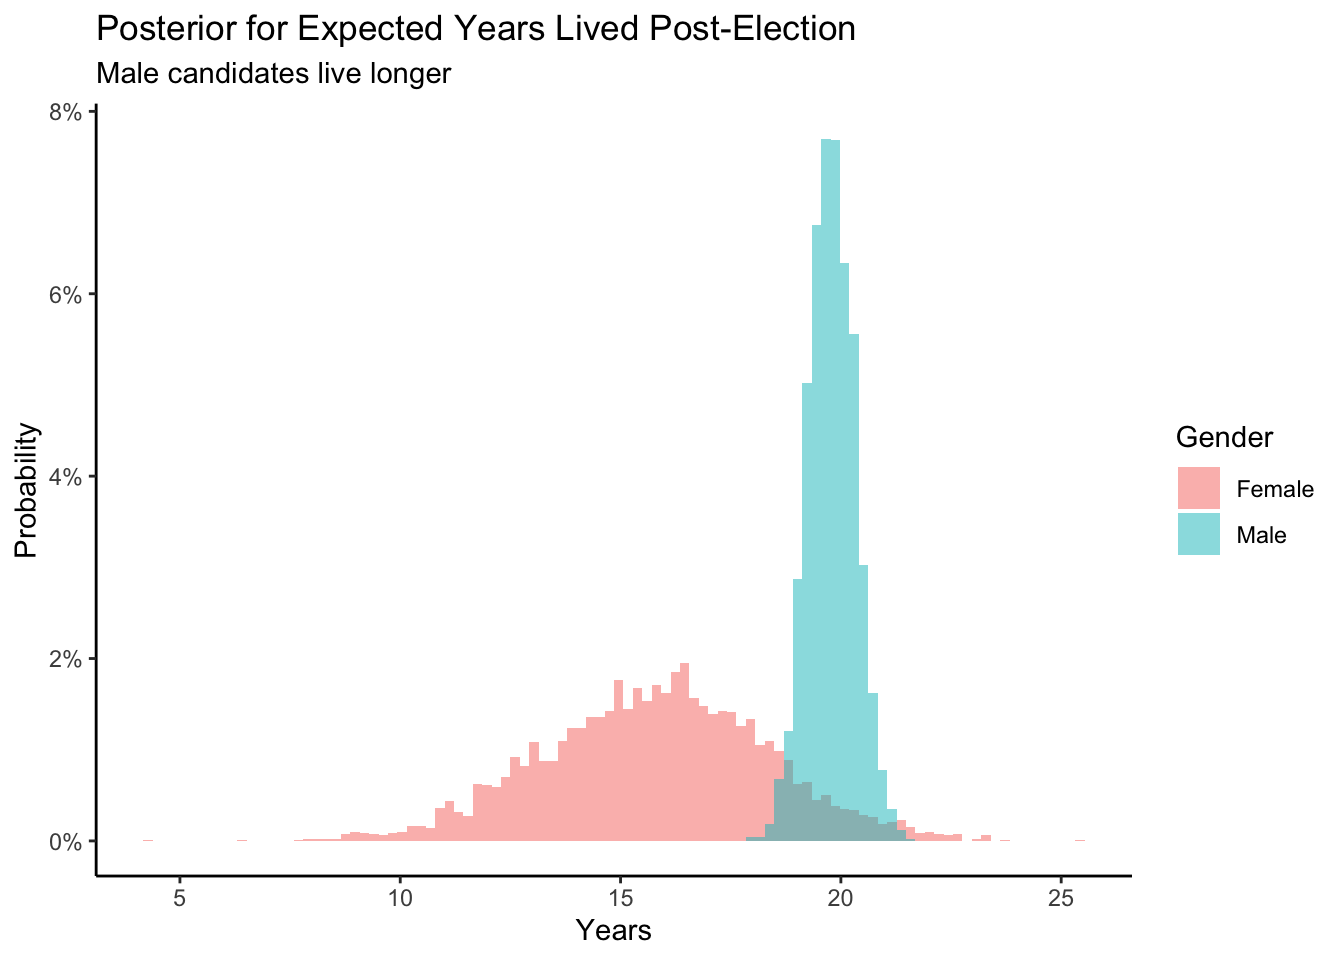 Posterior for Expected Years Lived Post-Election
Male candidates live longer
8%
6%
4%
2%
0%
Probability
5 10 15 20 25
Years
Gender
Female
Male